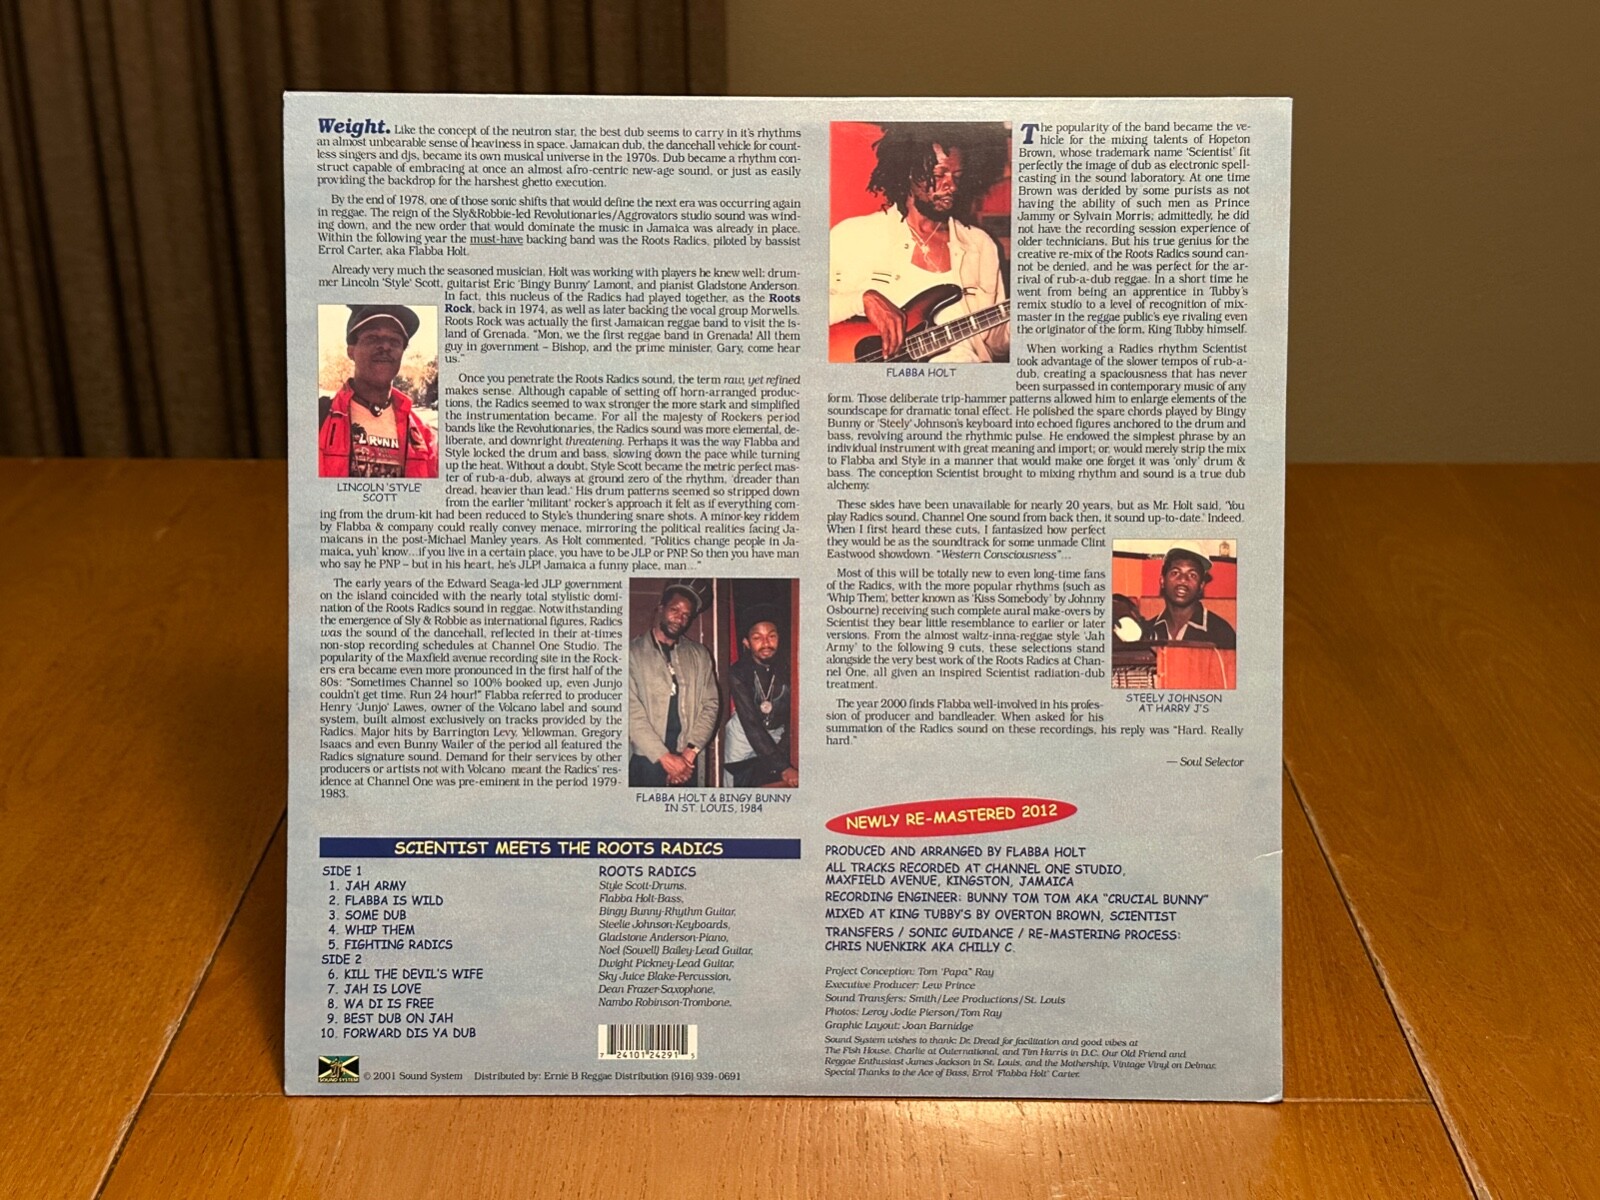 Weight. Like the concept of the neutron star, the best dub seems to carry in it's rhythms
an almost unbearable sense of heaviness in space. Jamaican dub, the dancehall vehicle for count-
less singers and djs, became its own musical universe in the 1970s. Dub became a rhythm con-
struct capable of embracing at once an almost afro-centric new-age sound, or just as easily
providing the backdrop for the harshest ghetto execution.
By the end of 1978, one of those sonic shifts that would define the next era was occurring again
in reggae. The reign of the Sly&Robbie-led Revolutionaries/Aggrovators studio sound was wind-
ing down, and the new order that would dominate the music in Jamaica was already in place.
Within the following year the must-have backing band was the Roots Radics, piloted by bassist
Errol Carter, aka Flabba Holt.
Already very much the seasoned musician, Holt was working with players he knew well: drum-
mer Lincoln 'Style' Scott, guitarist Eric 'Bingy Bunny' Lamont, and pianist Gladstone Anderson.
In fact, this nucleus of the Radics had played together, as the Roots
Rock, back in 1974, as well as later backing the vocal group Morwells.
Roots Rock was actually the first Jamaican reggae band to visit the is-
land of Grenada. "Mon, we the first reggae band in Grenada! All them
guy in government – Bishop, and the prime minister, Gary, come hear
us."
Once you penetrate the Roots Radics sound, the term raw, yet refined
makes sense. Although capable of setting off horn-arranged produc-
tions, the Radics seemed to wax stronger the more stark and simplified
the instrumentation became. For all the majesty of Rockers period
bands like the Revolutionaries, the Radics sound was more elemental, de-
liberate, and downright threatening. Perhaps it was the way Flabba and
Style locked the drum and bass, slowing down the pace while turning
up the heat. Without a doubt, Style Scott became the metric perfect mas-
ter of rub-a-dub, always at ground zero of the rhythm, 'dreader than
dread, heavier than lead.' His drum patterns seemed so stripped down
from the earlier 'militant' rocker's approach it felt as if everything com-
ing from the drum-kit had been reduced to Style's thundering snare shots. A minor-key riddem
by Flabba & company could really convey menace, mirroring the political realities facing Ja-
maicans in the post-Michael Manley years. As Holt commented, "Politics change people in Ja-
maica, yuh' know...if you live in a certain place, you have to be JLP or PNP. So then you have man
who say he PNP – but in his heart, he's JLP! Jamaica a funny place, man..."
LINCOLN 'STYLE'
SCOTT
The early years of the Edward Seaga-led JLP government
on the island coincided with the nearly total stylistic domi-
nation of the Roots Radics sound in reggae. Notwithstanding
the emergence of Sly & Robbie as international figures, Radics
was the sound of the dancehall, reflected in their at-times
non-stop recording schedules at Channel One Studio. The
popularity of the Maxfield avenue recording site in the Rock-
ers era became even more pronounced in the first half of the
80s: "Sometimes Channel so 100% booked up, even Junjo
couldn't get time. Run 24 hour!" Flabba referred to producer
Henry 'Junjo' Lawes, owner of the Volcano label and sound
system, built almost exclusively on tracks provided by the
Radics. Major hits by Barrington Levy, Yellowman, Gregory
Isaacs and even Bunny Wailer of the period all featured the
Radics signature sound. Demand for their services by other
producers or artists not with Volcano meant the Radics' res-
idence at Channel One was pre-eminent in the period 1979-
1983.
FLABBA HOLT & BINGY BUNNY
IN ST. LOUIS, 1984
FLABBA HOLT
The popularity of the band became the ve-
hicle for the mixing talents of Hopeton
Brown, whose trademark name 'Scientist' fit
perfectly the image of dub as electronic spell-
casting in the sound laboratory. At one time
Brown was derided by some purists as not
having the ability of such men as Prince
Jammy or Sylvain Morris; admittedly, he did
not have the recording session experience of
older technicians. But his true genius for the
creative re-mix of the Roots Radics sound can-
not be denied, and he was perfect for the ar-
rival of rub-a-dub reggae. In a short time he
went from being an apprentice in Tubby's
remix studio to a level of recognition of mix-
master in the reggae public's eye rivaling even
the originator of the form, King Tubby himself.
When working a Radics rhythm Scientist
took advantage of the slower tempos of rub-a-
dub, creating a spaciousness that has never
been surpassed in contemporary music of any
form. Those deliberate trip-hammer patterns allowed him to enlarge elements of the
soundscape for dramatic tonal effect. He polished the spare chords played by Bingy
Bunny or 'Steely' Johnson's keyboard into echoed figures anchored to the drum and
bass, revolving around the rhythmic pulse. He endowed the simplest phrase by an
individual instrument with great meaning and import; or, would merely strip the mix
to Flabba and Style in a manner that would make one forget it was 'only' drum &
bass. The conception Scientist brought to mixing rhythm and sound is a true dub
alchemy.
These sides have been unavailable for nearly 20 years, but as Mr. Holt said, 'You
play Radics sound, Channel One sound from back then, it sound up-to-date.' Indeed.
When I first heard these cuts, I fantasized how perfect
they would be as the soundtrack for some unmade Clint
Eastwood showdown. "Western Consciousness"...
Most of this will be totally new to even long-time fans
of the Radics, with the more popular rhythms (such as
'Whip Them', better known as 'Kiss Somebody' by Johnny
Osbourne) receiving such complete aural make-overs by
Scientist they bear little resemblance to earlier or later
versions. From the almost waltz-inna-reggae style 'Jah
Army' to the following 9 cuts, these selections stand
alongside the very best work of the Roots Radics at Chan-
nel One, all given an inspired Scientist radiation-dub
treatment.
STEELY JOHNSON
AT HARRY J'S
The year 2000 finds Flabba well-involved in his profes-
sion of producer and bandleader. When asked for his
summation of the Radics sound on these recordings, his reply was "Hard. Really
hard."
— Soul Selector
SCIENTIST MEETS THE ROOTS RADICS
SIDE 1
1. JAH ARMY
2. FLABBA IS WILD
3. SOME DUB
4. WHIP THEM
5. FIGHTING RADICS
SIDE 2
6. KILL THE DEVIL'S WIFE
7. JAH IS LOVE
8. WA DI IS FREE
9. BEST DUB ON JAH
10. FORWARD DIS YA DUB
ROOTS RADICS
Style Scott-Drums,
Flabba Holt-Bass,
Bingy Bunny-Rhythm Guitar,
Steelie Johnson-Keyboards,
Gladstone Anderson-Piano,
Noel (Sowell) Bailey-Lead Guitar,
Dwight Pickney-Lead Guitar,
Sky Juice Blake-Percussion,
Dean Frazer-Saxophone,
Nambo Robinson-Trombone,
7 24101 24291 5
SOUND SYSTEM
© 2001 Sound System Distributed by: Ernie B Reggae Distribution (916) 939-0691
NEWLY RE-MASTERED 2012
PRODUCED AND ARRANGED BY FLABBA HOLT
ALL TRACKS RECORDED AT CHANNEL ONE STUDIO,
MAXFIELD AVENUE, KINGSTON, JAMAICA
RECORDING ENGINEER: BUNNY TOM TOM AKA "CRUCIAL BUNNY"
MIXED AT KING TUBBY'S BY OVERTON BROWN, SCIENTIST
TRANSFERS / SONIC GUIDANCE / RE-MASTERING PROCESS:
CHRIS NUENKIRK AKA CHILLY C.
Project Conception: Tom 'Papa" Ray
Executive Producer: Lew Prince
Sound Transfers: Smith/Lee Productions/St. Louis
Photos: Leroy Jodie Pierson/Tom Ray
Graphic Layout: Joan Barnidge
Sound System wishes to thank: Dr. Dread for facilitation and good vibes at
The Fish House, Charlie at Outernational, and Tim Harris in D.C. Our Old Friend and
Reggae Enthusiast James Jackson in St. Louis, and the Mothership, Vintage Vinyl on Delmar.
Special Thanks to the Ace of Bass, Errol 'Flabba Holt' Carter.